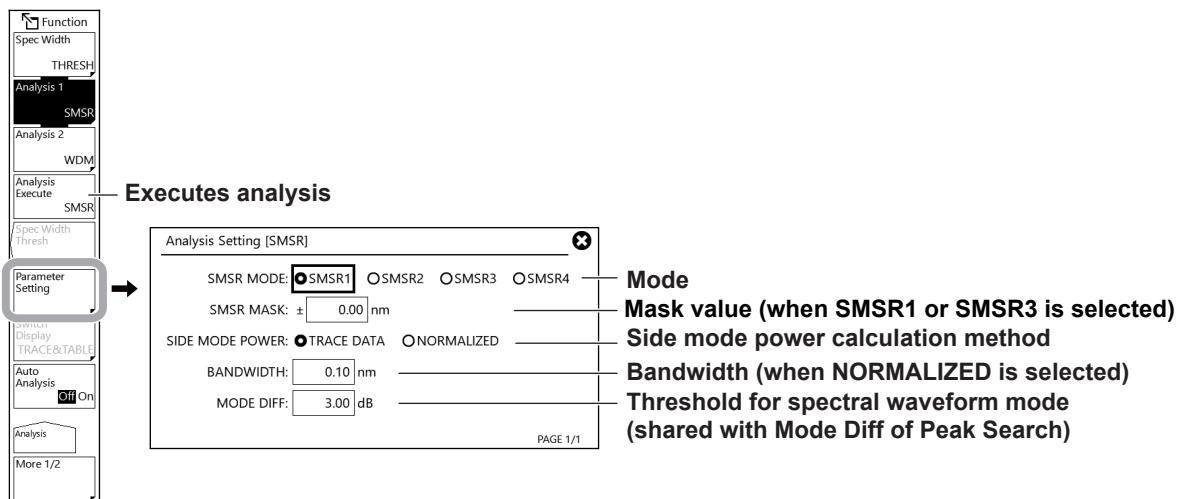 Function
Spec Width
THRESH
Analysis 1
SMSR
Analysis 2
WDM
Analysis
Execute
SMSR
Spec Width
Thresh
Parameter
Setting
Switch
Display
TRACE&TABLE
Auto
Analysis
Off On
Analysis
More 1/2
Executes analysis
Analysis Setting [SMSR]
SMSR MODE: SMSR1 SMSR2 SMSR3 SMSR4
SMSR MASK: ± 0.00 nm
SIDE MODE POWER: TRACE DATA NORMALIZED
BANDWIDTH: 0.10 nm
MODE DIFF: 3.00 dB
PAGE 1/1
Mode
Mask value (when SMSR1 or SMSR3 is selected)
Side mode power calculation method
Bandwidth (when NORMALIZED is selected)
Threshold for spectral waveform mode
(shared with Mode Diff of Peak Search)